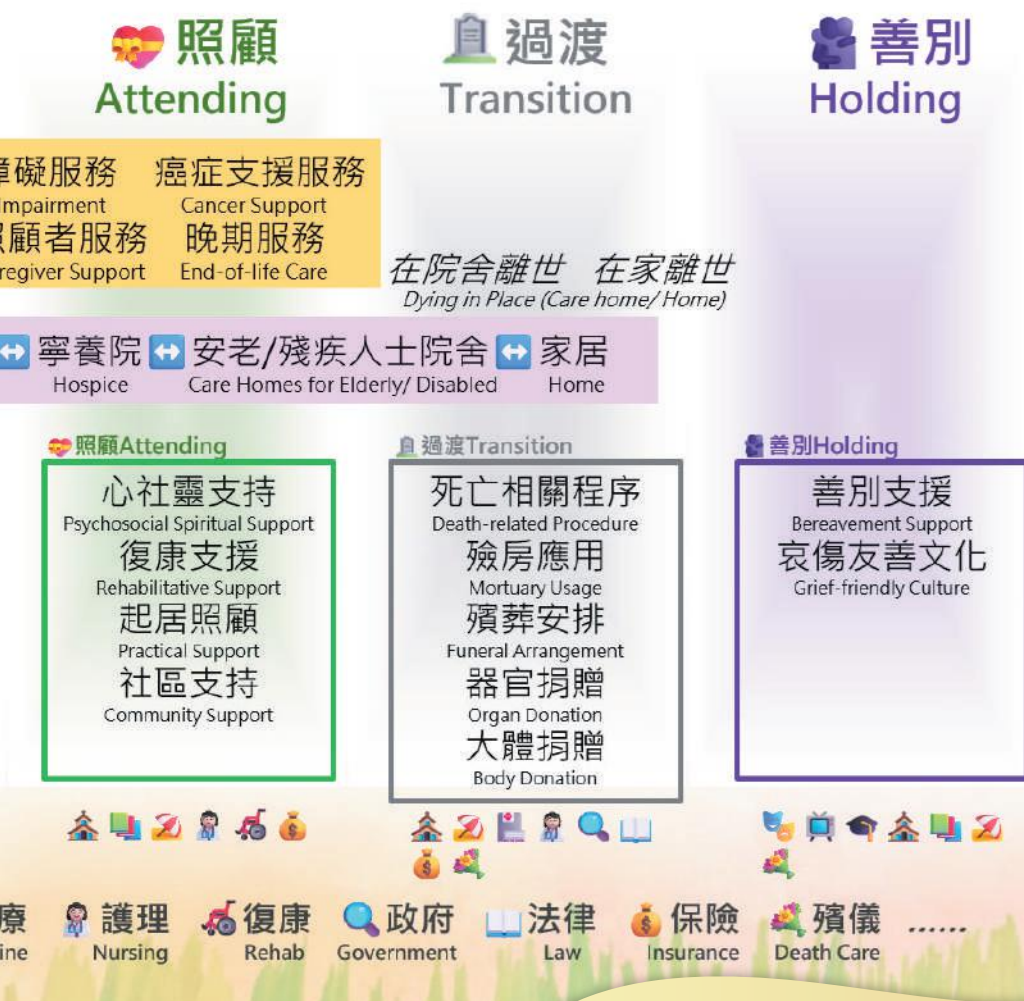 照顧
Attending
過渡
Transition
善別
Holding
障礙服務 癌症支援服務
Impairment Cancer Support
照顧者服務 晚期服務
regiver Support End-of-life Care
在院舍離世 在家離世
Dying in Place (Care home/ Home)
寧養院 安老/殘疾人士院舍 家居
Hospice Care Homes for Elderly/ Disabled Home
照顧Attending
心社靈支持
Psychosocial Spiritual Support
復康支援
Rehabilitative Support
起居照顧
Practical Support
社區支持
Community Support
過渡Transition
死亡相關程序
Death-related Procedure
殮房應用
Mortuary Usage
殯葬安排
Funeral Arrangement
器官捐贈
Organ Donation
大體捐贈
Body Donation
善別Holding
善別支援
Bereavement Support
哀傷友善文化
Grief-friendly Culture
療 護理 復康 政府 法律 保險 殯儀 ......
ine Nursing Rehab Government Law Insurance Death Care